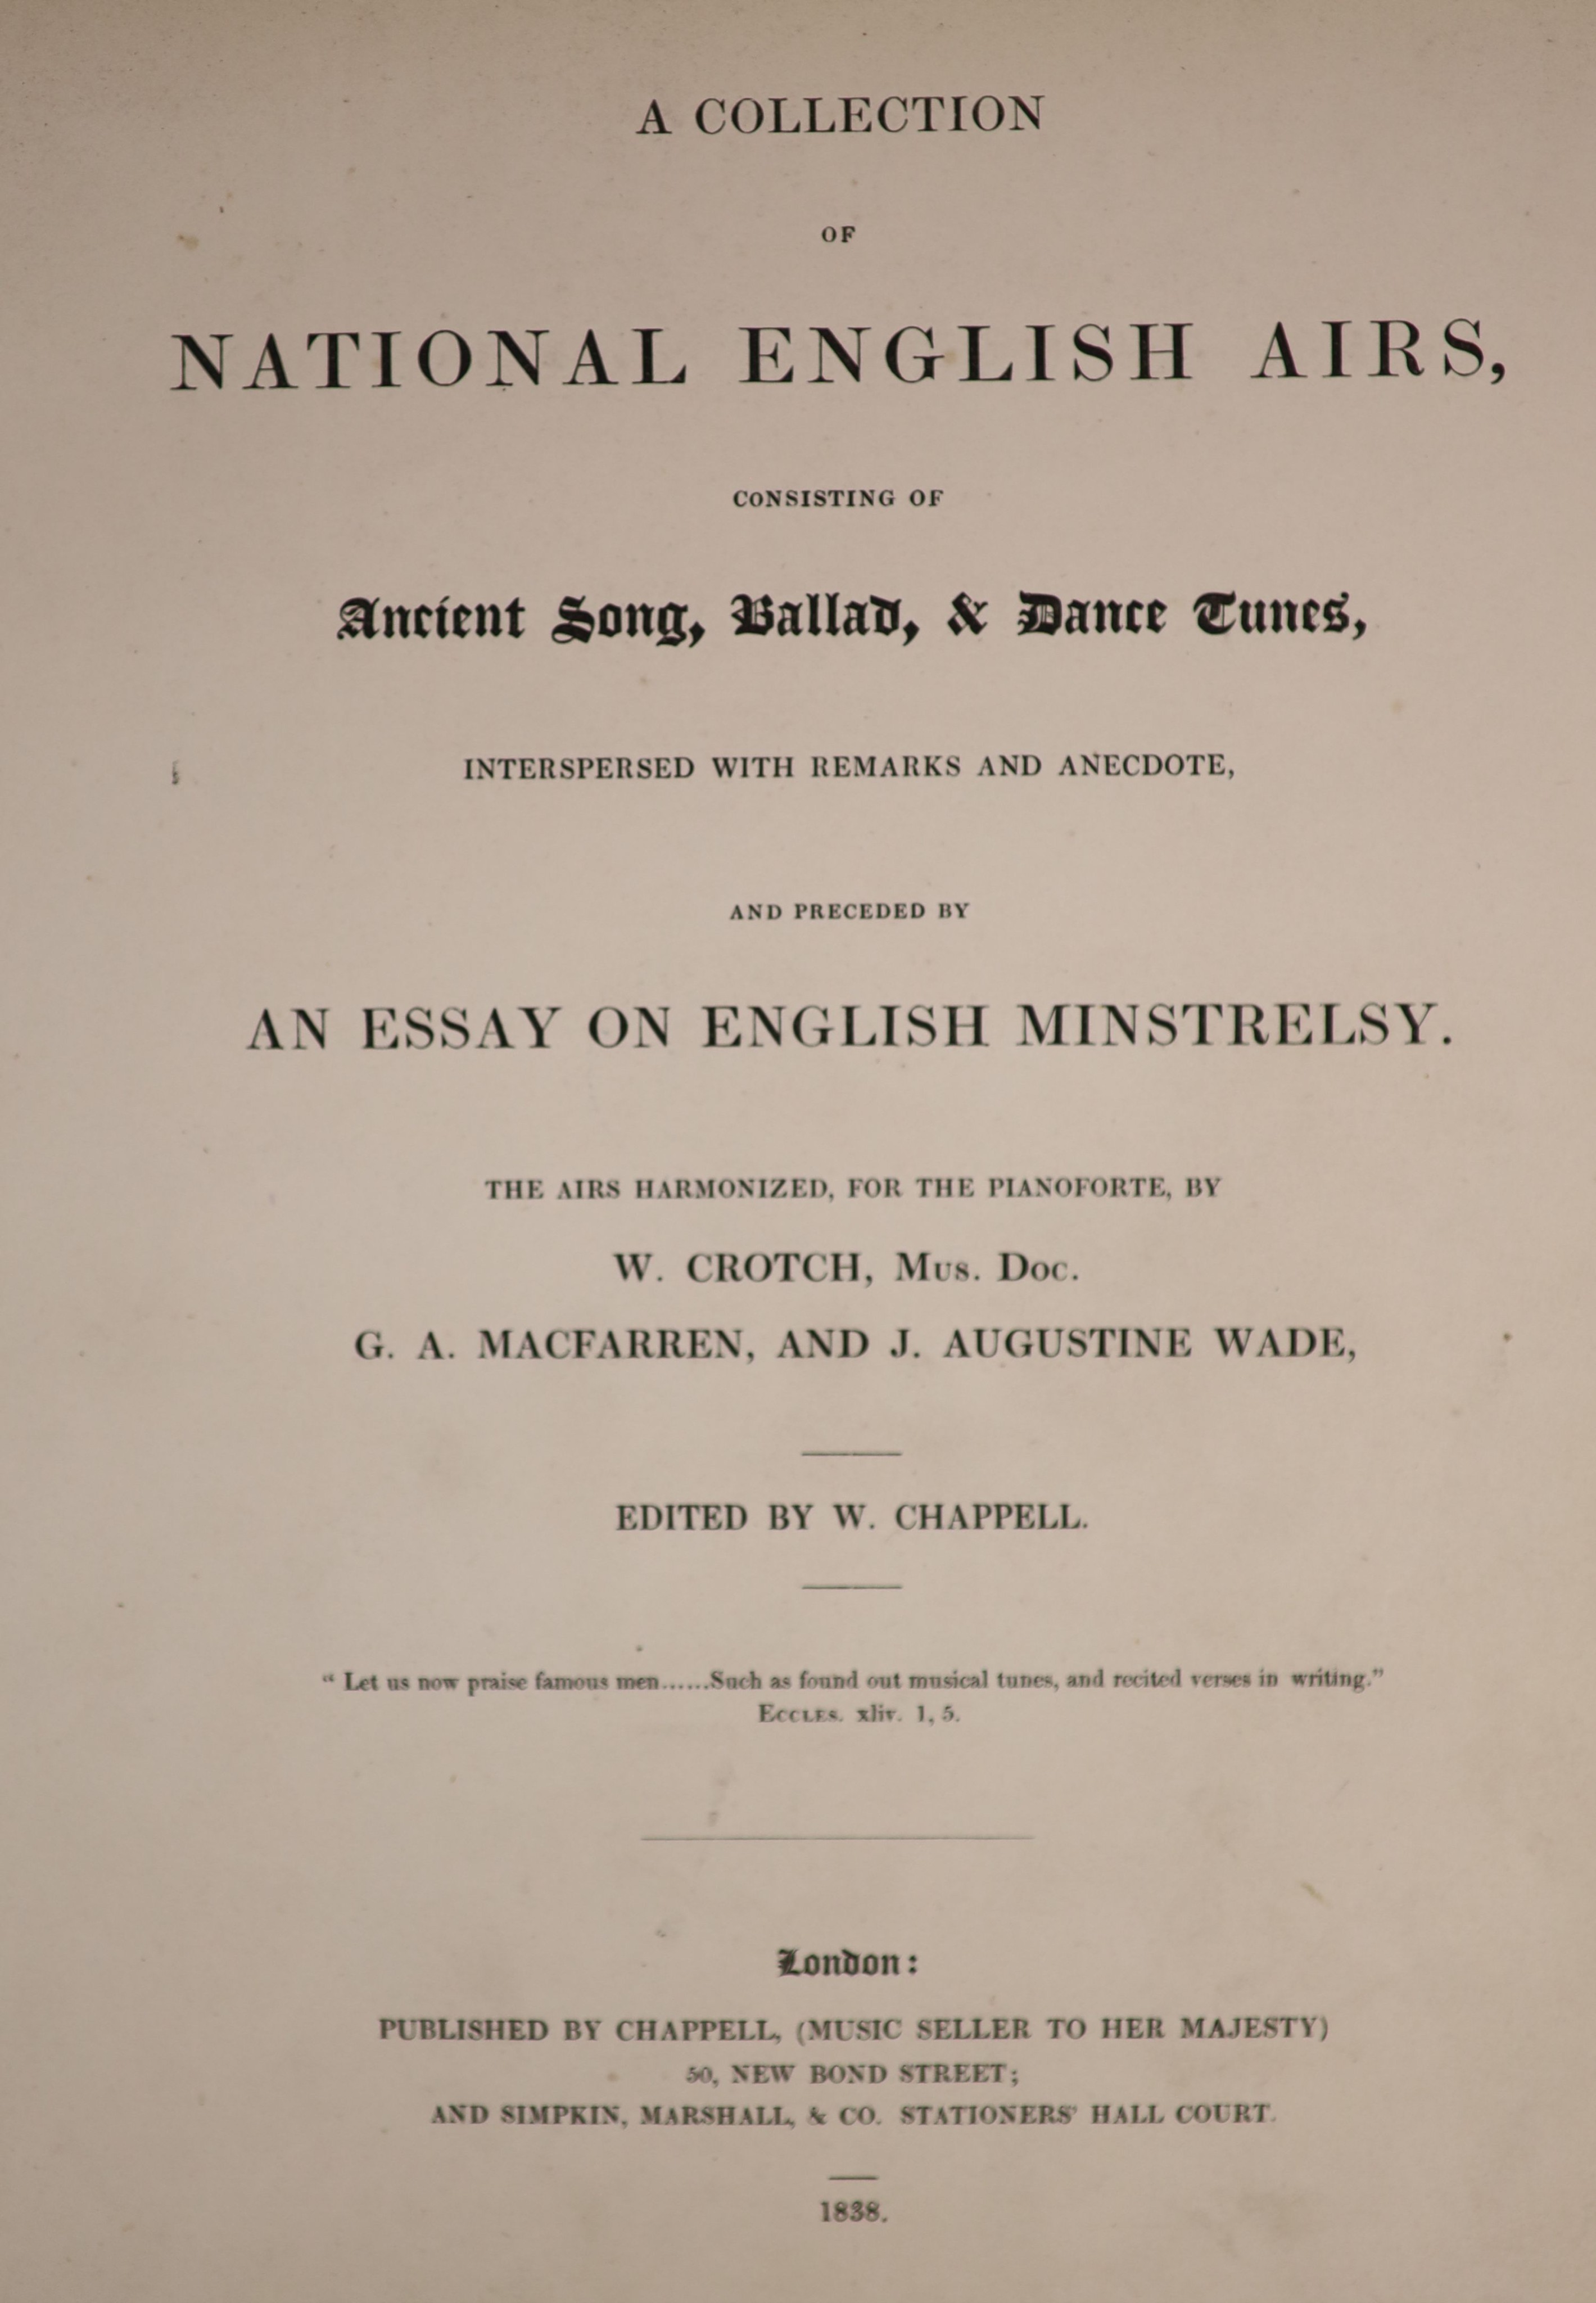 A COLLECTION
OF
NATIONAL ENGLISH AIRS,
CONSISTING OF
Ancient Song, Ballad, & Dance Tunes,
INTERSPERSED WITH REMARKS AND ANECDOTE,
AND PRECEDED BY
AN ESSAY ON ENGLISH MINSTRELSY.
THE AIRS HARMONIZED, FOR THE PIANOFORTE, BY
W. CROTCH, Mus. Doc.
G. A. MACFARREN, AND J. AUGUSTINE WADE,
EDITED BY W. CHAPPELL.
“ Let us now praise famous men......Such as found out musical tunes, and recited verses in writing.”
Eccles. xliv. 1, 5.
London:
PUBLISHED BY CHAPPELL, (MUSIC SELLER TO HER MAJESTY)
50, NEW BOND STREET;
AND SIMPKIN, MARSHALL, & CO. STATIONERS' HALL COURT.
1838.